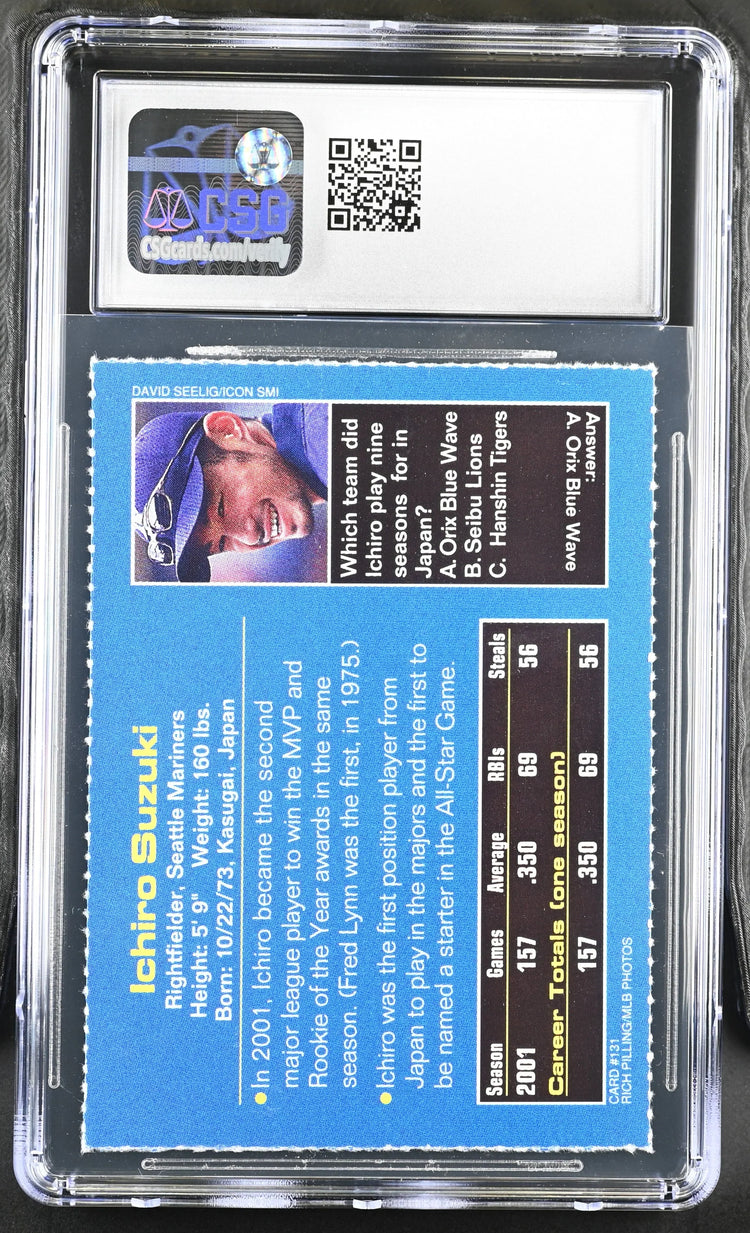 CSG
CSGcards.com/verify
DAVID SEELIG/ICON SMI
Which team did
Ichiro play nine
seasons for in
Japan?
A. Orix Blue Wave
B. Seibu Lions
C. Hanshin Tigers
Answer:
A. Orix Blue Wave
Ichiro Suzuki
Rightfielder, Seattle Mariners
Height: 5' 9" Weight: 160 lbs.
Born: 10/22/73, Kasugai, Japan
• In 2001, Ichiro became the second
major league player to win the MVP and
Rookie of the Year awards in the same
season. (Fred Lynn was the first, in 1975.)
• Ichiro was the first position player from
Japan to play in the majors and the first to
be named a starter in the All-Star Game.
Season Games Average RBIs Steals
2001 157 .350 69 56
Career Totals (one season)
157 .350 69 56
CARD #131
RICH PILLING/MLB PHOTOS